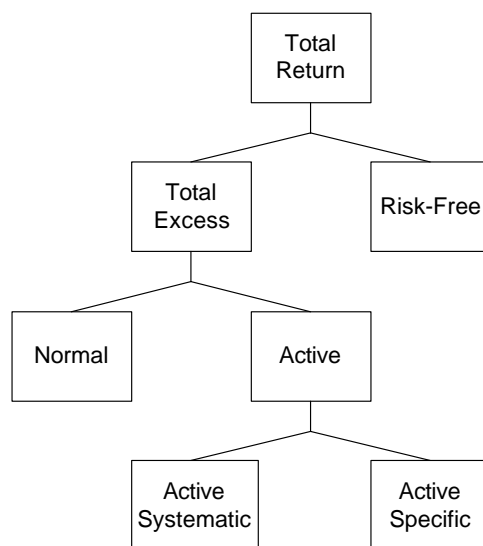 Total
Return
Total
Excess
Risk-Free
Normal
Active
Active
Systematic
Active
Specific